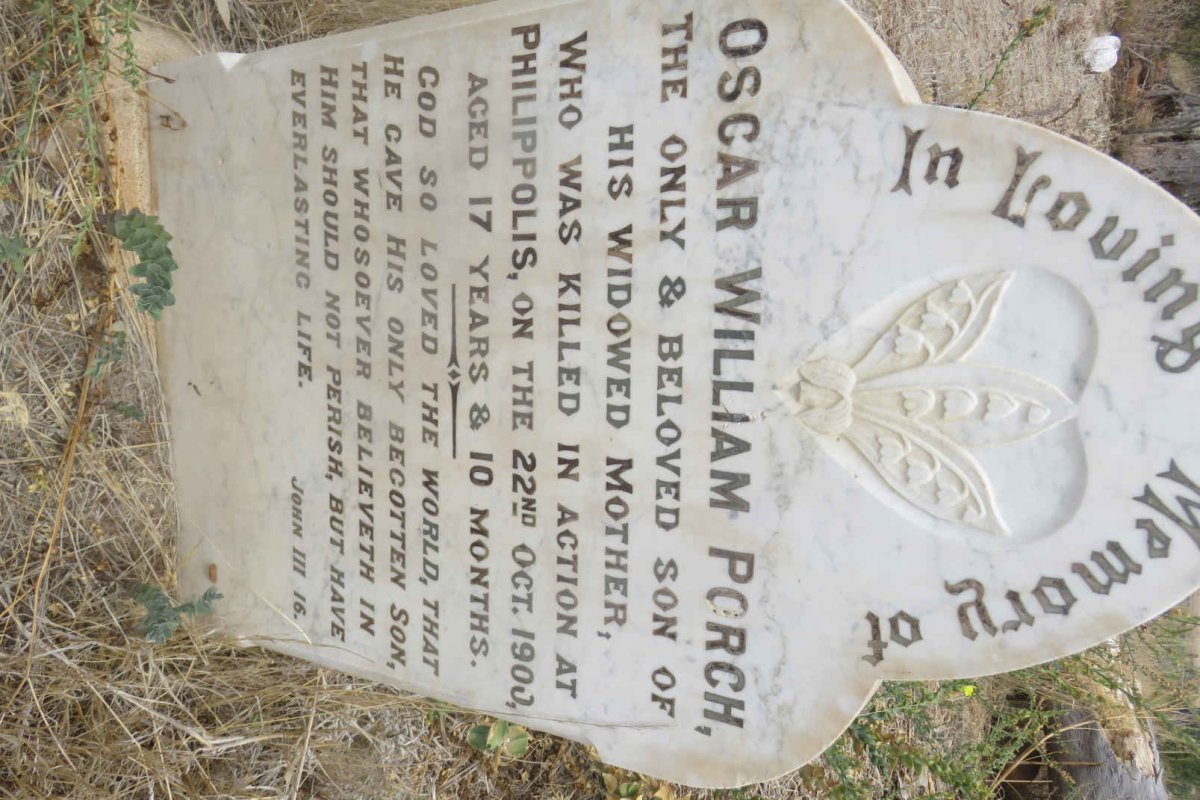 In Loving Memory of
OSCAR WILLIAM PORCH,
THE ONLY & BELOVED SON OF
HIS WIDOWED MOTHER,
WHO WAS KILLED IN ACTION AT
PHILIPPOLIS, ON THE 22ND OCT. 1900,
AGED 17 YEARS & 10 MONTHS.
GOD SO LOVED THE WORLD, THAT
HE GAVE HIS ONLY BEGOTTEN SON,
THAT WHOSOEVER BELIEVETH IN
HIM SHOULD NOT PERISH, BUT HAVE
EVERLASTING LIFE.
JOHN III 16.